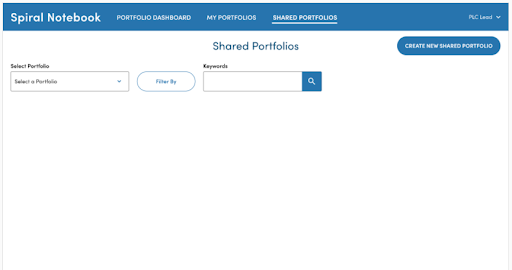 Spiral Notebook PORTFOLIO DASHBOARD MY PORTFOLIOS SHARED PORTFOLIOS PLC Lead
Shared Portfolios CREATE NEW SHARED PORTFOLIO
Select Portfolio Keywords
Select a Portfolio Filter By